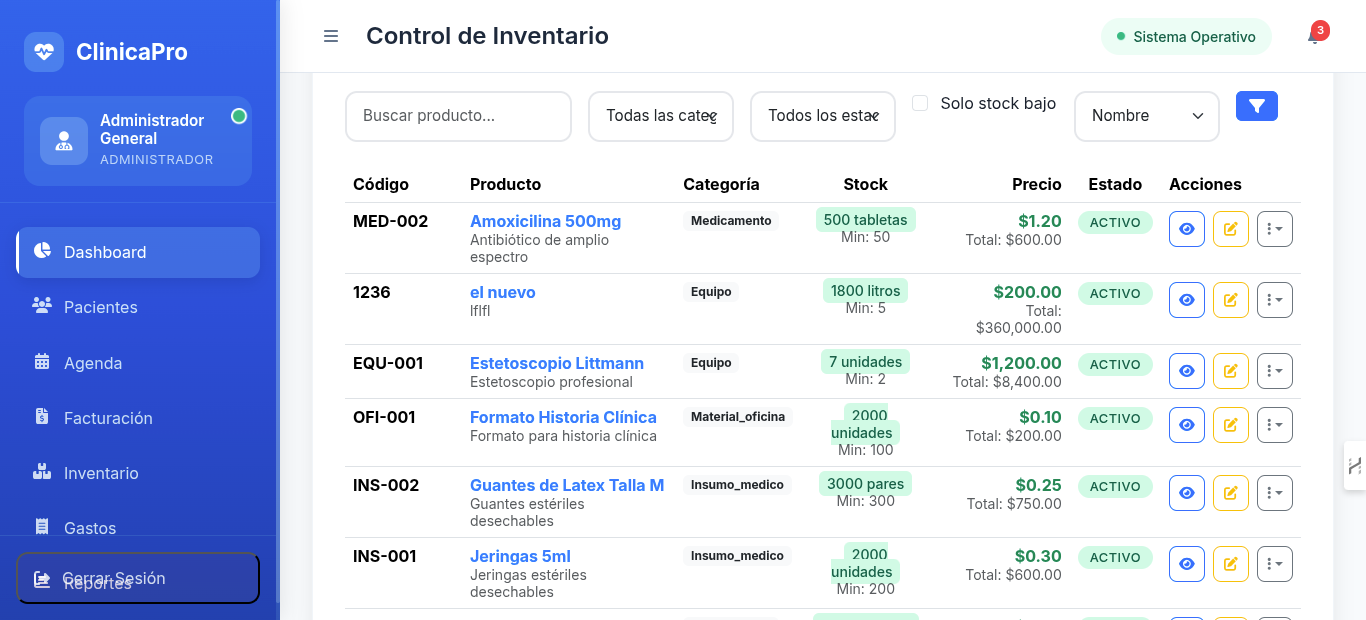 ClinicaPro
Administrador
General
ADMINISTRADOR
Dashboard
Pacientes
Agenda
Facturación
Inventario
Gastos
Cerrar Sesión
Reportes
Control de Inventario
Sistema Operativo
3
Buscar producto...
Todas las categ
Todos los estac
Solo stock bajo
Nombre
Código Producto Categoría Stock Precio Estado Acciones
MED-002 Amoxicilina 500mg Medicamento 500 tabletas $1.20 ACTIVO
Antibiótico de amplio Min: 50 Total: $600.00
espectro
1236 el nuevo Equipo 1800 litros $200.00 ACTIVO
lflfl Min: 5 Total:
$360,000.00
EQU-001 Estetoscopio Littmann Equipo 7 unidades $1,200.00 ACTIVO
Estetoscopio profesional Min: 2 Total: $8,400.00
OFI-001 Formato Historia Clínica Material_oficina 2000 $0.10 ACTIVO
Formato para historia clínica unidades Total: $200.00
Min: 100
INS-002 Guantes de Latex Talla M Insumo_medico 3000 pares $0.25 ACTIVO
Guantes estériles Min: 300 Total: $750.00
desechables
INS-001 Jeringas 5ml Insumo_medico 2000 $0.30 ACTIVO
Jeringas estériles unidades Total: $600.00
desechables Min: 200